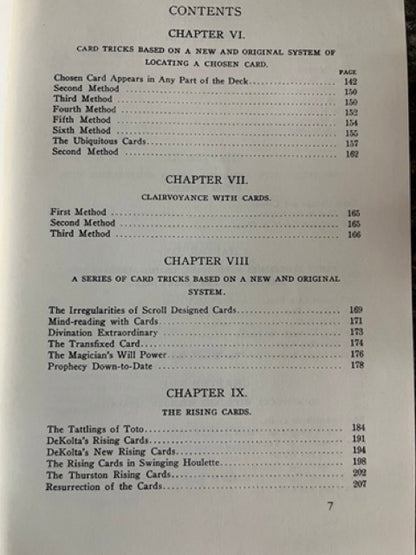 CONTENTS
CHAPTER VI.
CARD TRICKS BASED ON A NEW AND ORIGINAL SYSTEM OF
LOCATING A CHOSEN CARD.
PAGE
Chosen Card Appears in Any Part of the Deck 142
Second Method 150
Third Method 150
Fourth Method 152
Fifth Method 154
Sixth Method 155
The Ubiquitous Cards 157
Second Method 162
CHAPTER VII.
CLAIRVOYANCE WITH CARDS.
First Method 165
Second Method 165
Third Method 166
CHAPTER VIII
A SERIES OF CARD TRICKS BASED ON A NEW AND ORIGINAL
SYSTEM.
The Irregularities of Scroll Designed Cards 169
Mind-reading with Cards 171
Divination Extraordinary 173
The Transfixed Card 174
The Magician's Will Power 176
Prophecy Down-to-Date 178
CHAPTER IX.
THE RISING CARDS.
The Tattlings of Toto 184
DeKolta's Rising Cards 191
DeKolta's New Rising Cards 194
The Rising Cards in Swinging Houlette 198
The Thurston Rising Cards 202
Resurrection of the Cards 207
7